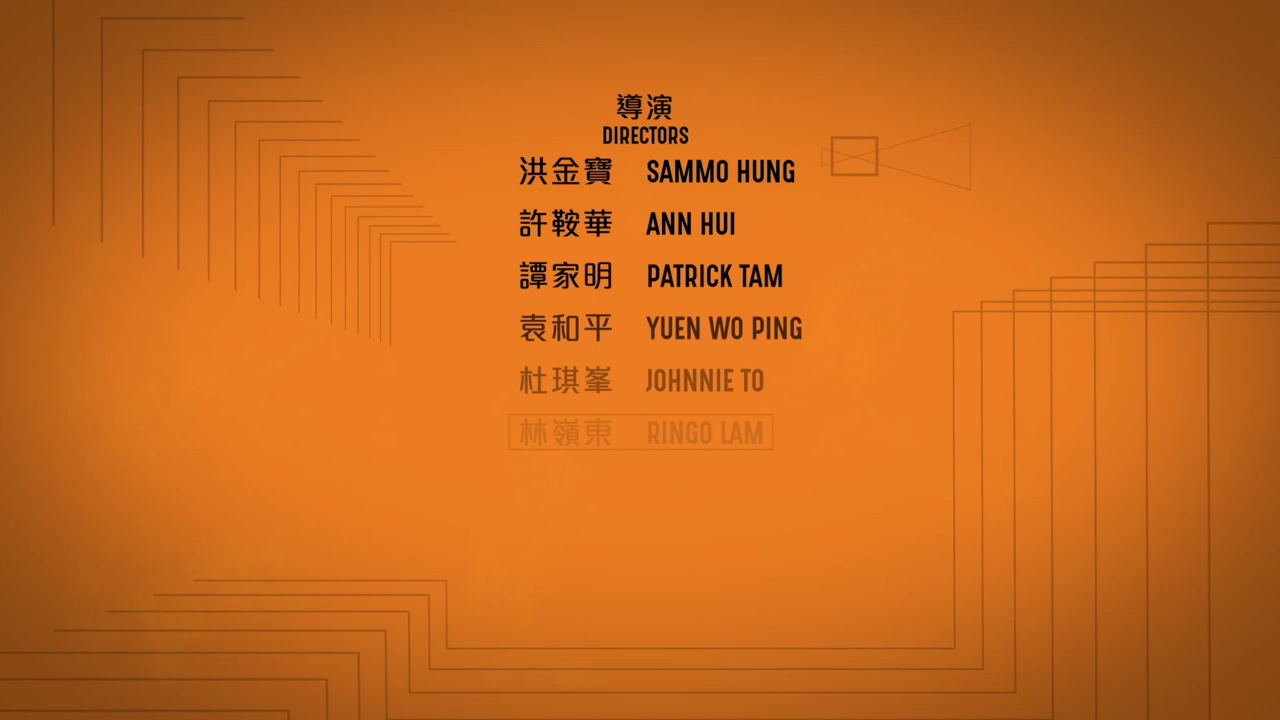 導演
DIRECTORS
洪金寶 SAMMO HUNG
許鞍華 ANN HUI
譚家明 PATRICK TAM
袁和平 YUEN WO PING
杜琪峯 JOHNNIE TO
林嶺東 RINGO LAM